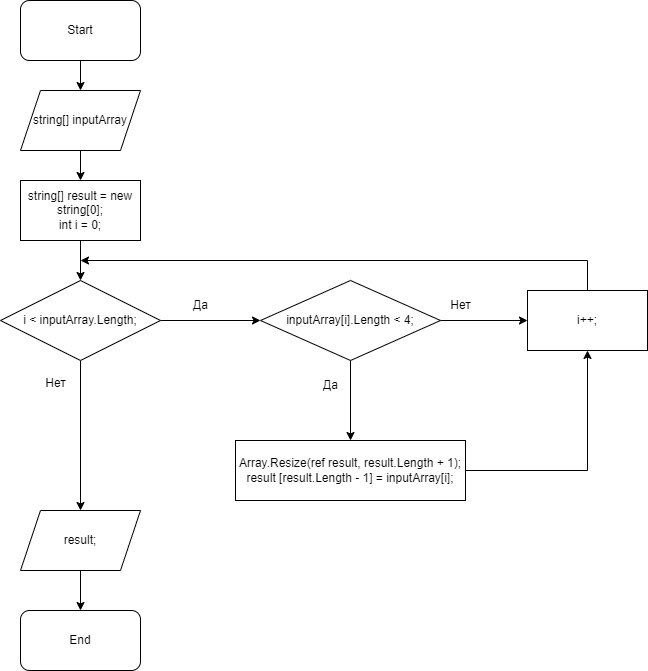 Start
string[] inputArray
string[] result = new
string[0];
int i = 0;
i < inputArray.Length;
Да
inputArray[i].Length < 4;
Нет
i++;
Нет
Да
Array.Resize(ref result, result.Length + 1);
result [result.Length - 1] = inputArray[i];
result;
End